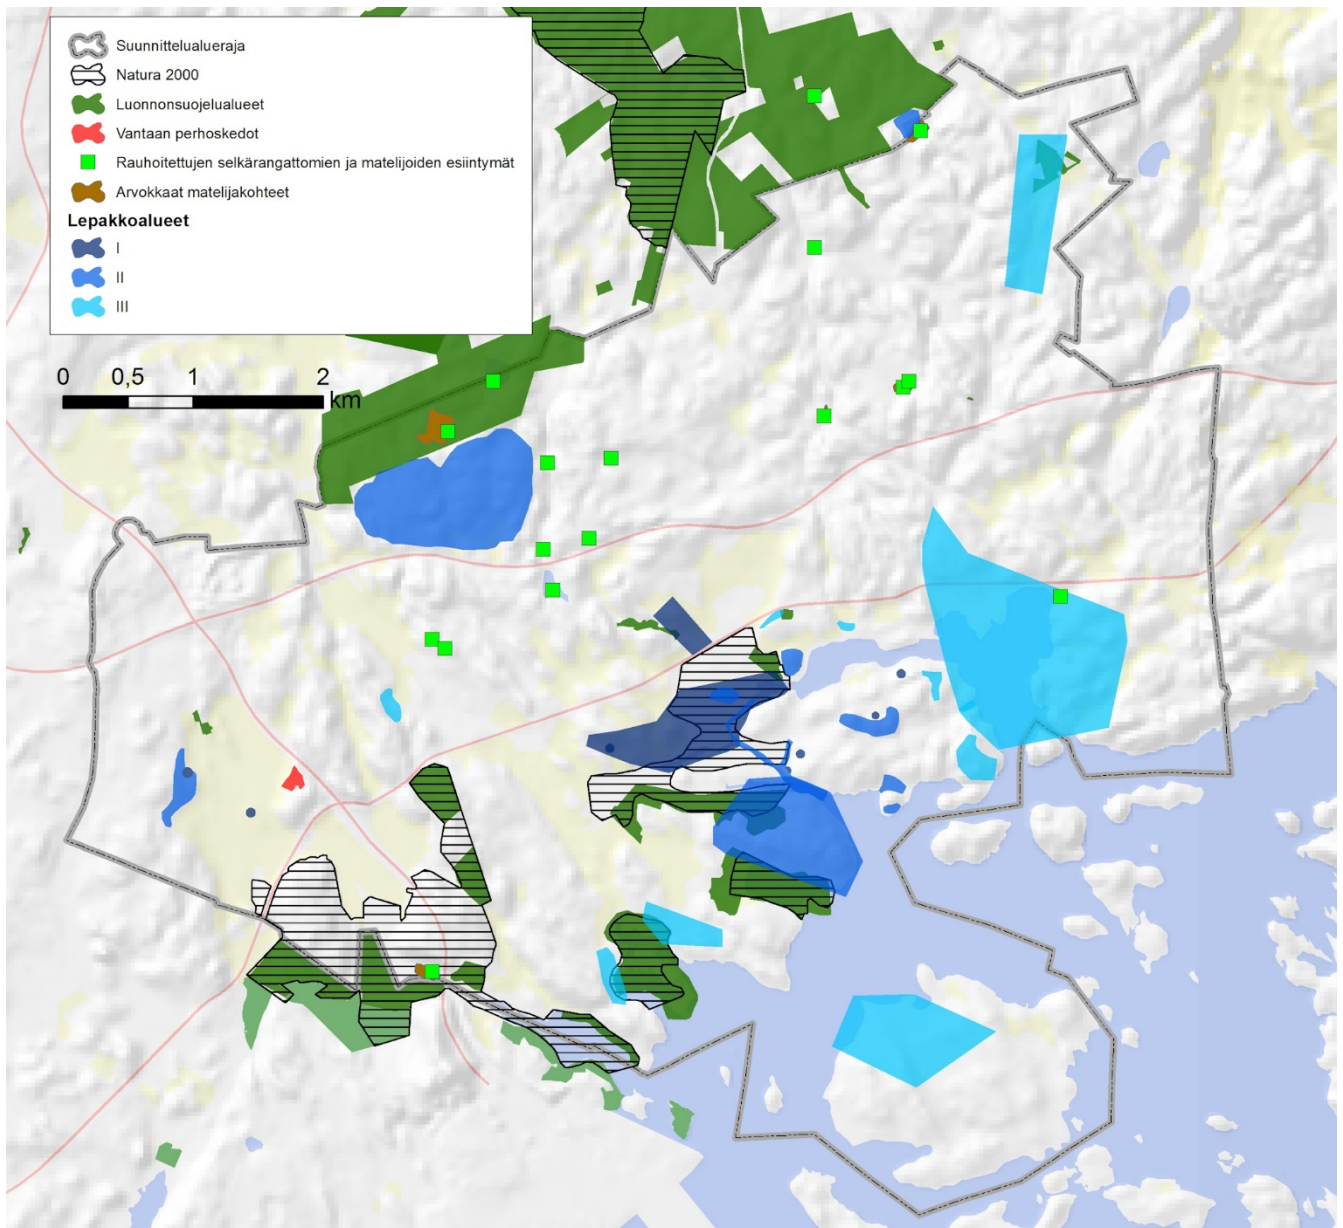 Suunnittelualueraja
Natura 2000
Luonnonsuojelualueet
Vantaan perhoskedot
Rauhoitettujen selkärangattomien ja matelijoiden esiintymät
Arvokkaat matelijakohteet
Lepakkoalueet
I
II
III
0 0,5 1 2
km